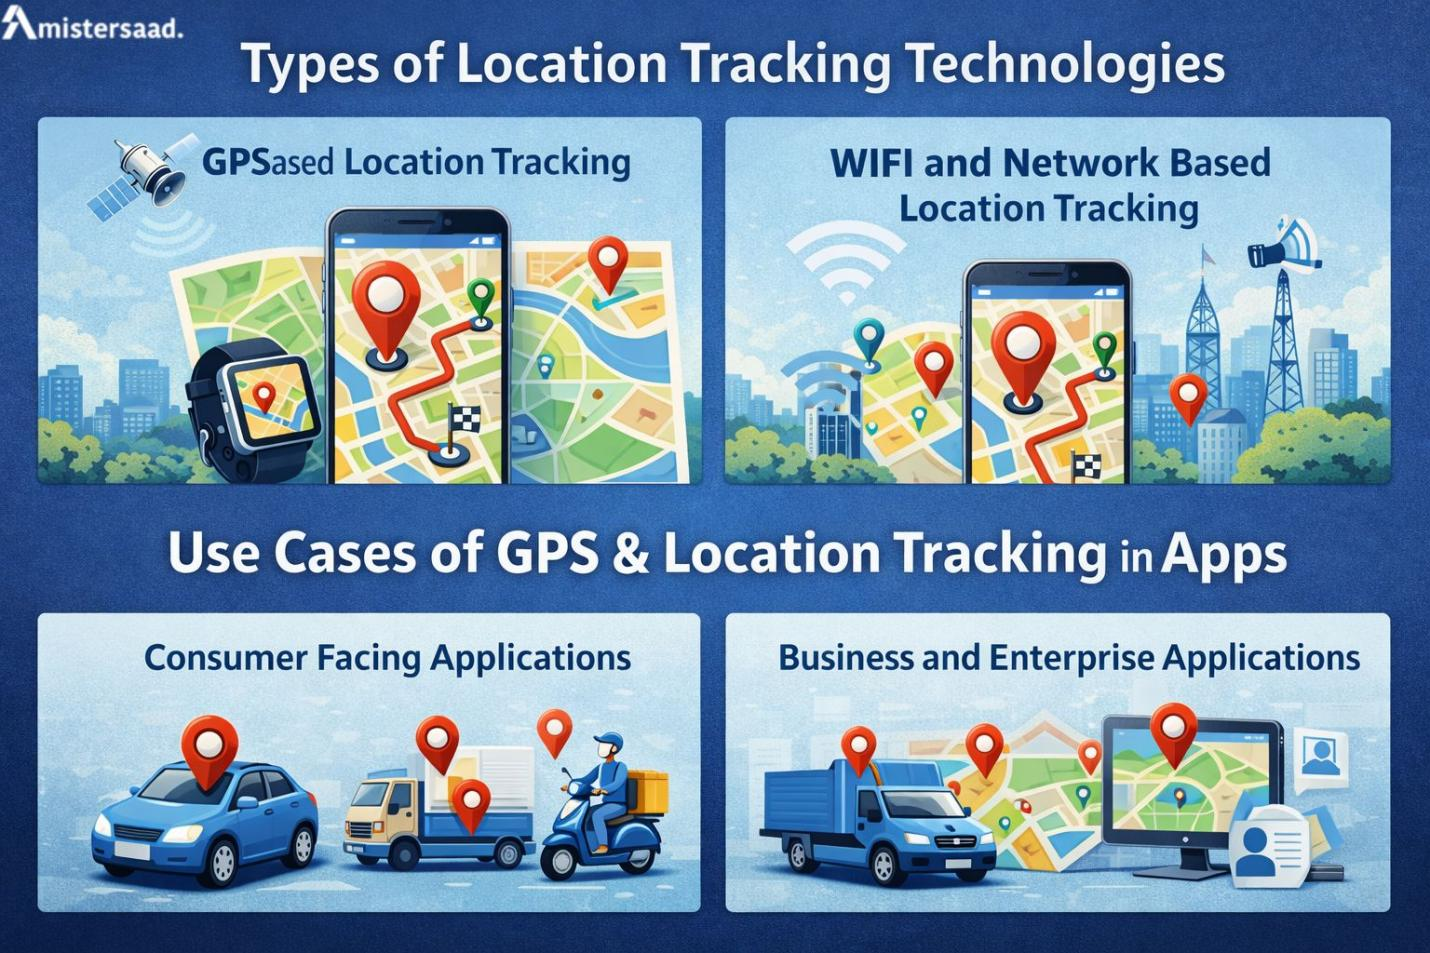 Amistersaad.
Types of Location Tracking Technologies
GPSased Location Tracking
WIFI and Network Based
Location Tracking
Use Cases of GPS & Location Tracking in Apps
Consumer Facing Applications
Business and Enterprise Applications